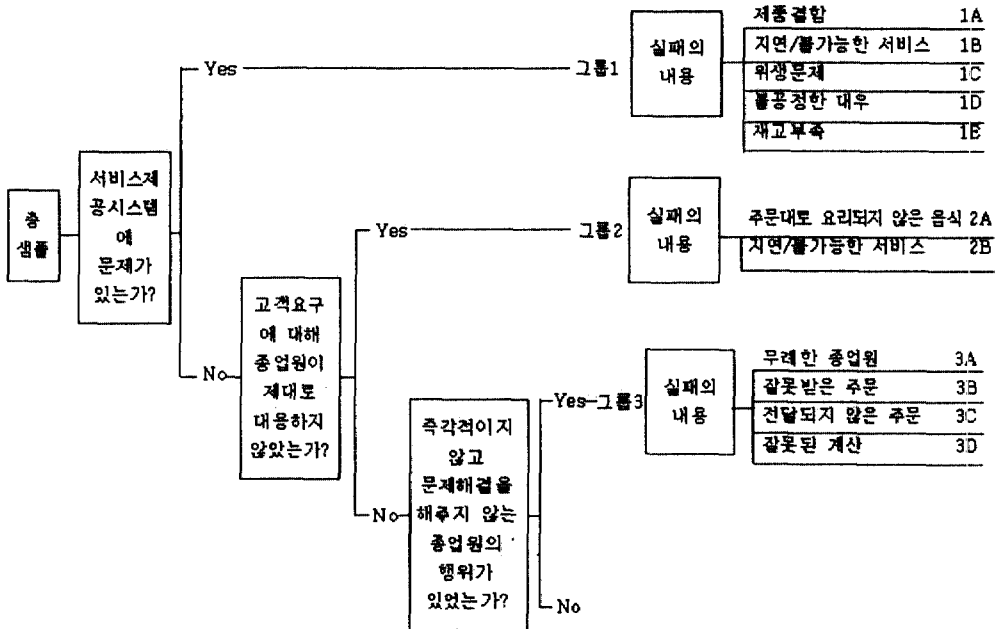 총
샘플
서비스제
공시스템
에
문제가
있는가?
Yes
그룹1
실패의
내용
제품결함 1A
지연/불가능한 서비스 1B
위생문제 1C
불공정한 대우 1D
재고부족 1E
No
고객요구
에 대해
종업원이
제대로
대응하지
않았는가?
Yes
그룹2
실패의
내용
주문대로 요리되지 않은 음식 2A
지연/불가능한 서비스 2B
No
즉각적이지
않고
문제해결을
해주지 않는
종업원의
행위가
있었는가?
Yes 그룹3
실패의
내용
무례한 종업원 3A
잘못받은 주문 3B
전달되지 않은 주문 3C
잘못된 계산 3D
No